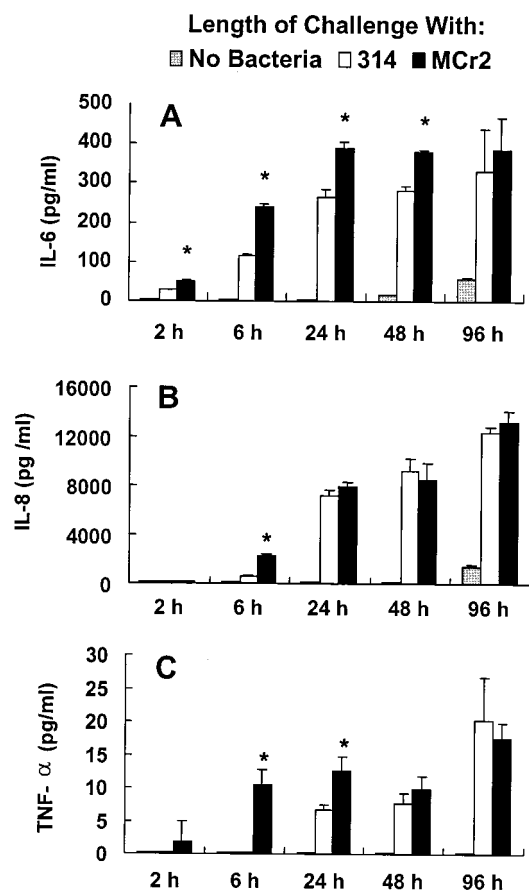 Length of Challenge With:
No Bacteria 314 MCr2
A
IL-6 (pg/ml)
500
400
300
200
100
0
*
*
*
*
2 h 6 h 24 h 48 h 96 h
B
IL-8 (pg /ml)
16000
12000
8000
4000
0
*
2 h 6 h 24 h 48 h 96 h
C
TNF- α (pg/ml)
30
25
20
15
10
5
0
*
*
2 h 6 h 24 h 48 h 96 h